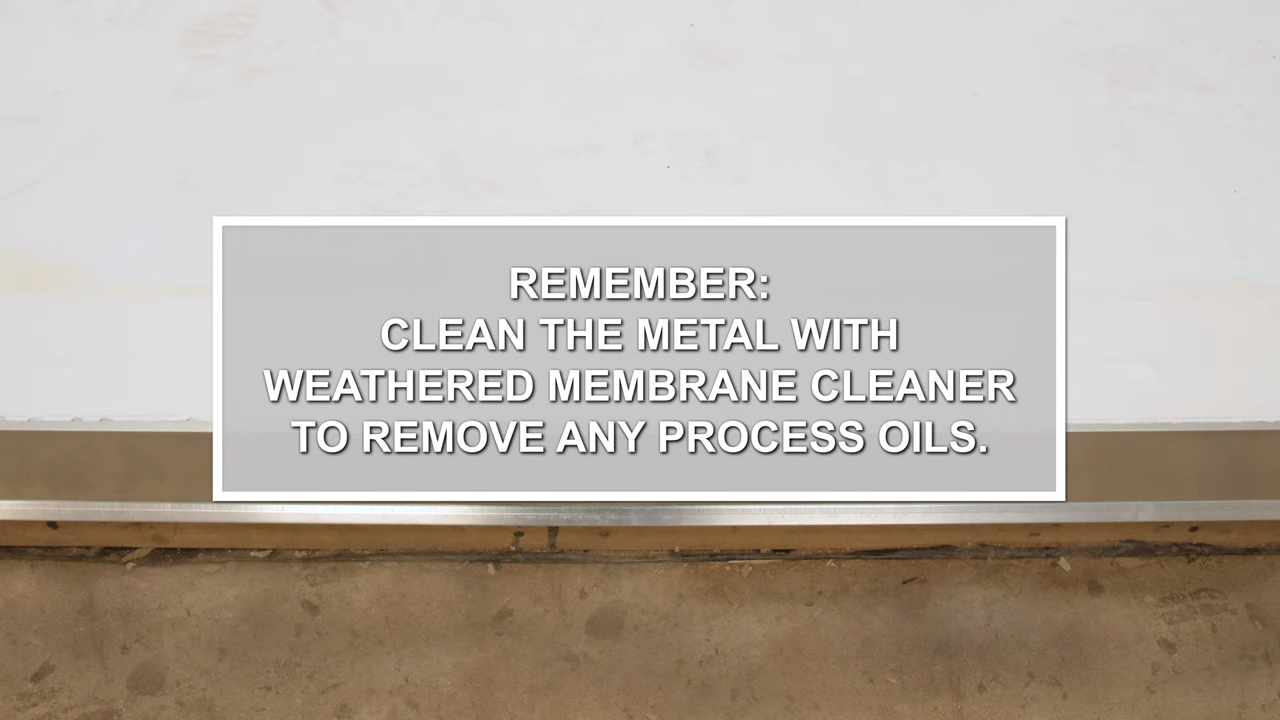 REMEMBER:
CLEAN THE METAL WITH
WEATHERED MEMBRANE CLEANER
TO REMOVE ANY PROCESS OILS.